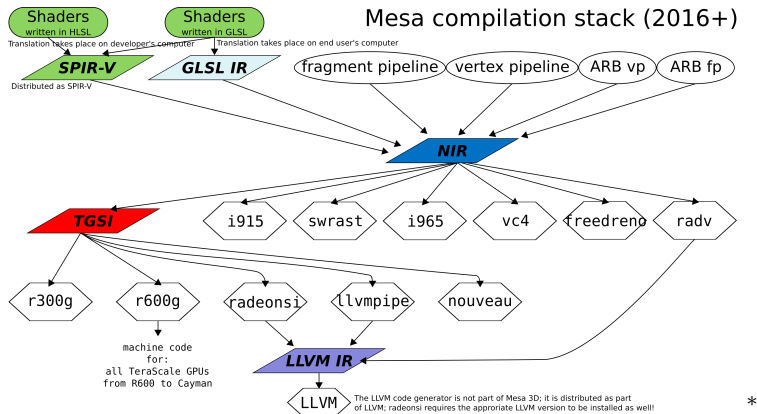 Mesa compilation stack (2016+)
Shaders
written in HLSL
Shaders
written in GLSL
Translation takes place on developer's computer
Translation takes place on end user's computer
SPIR-V
GLSL IR
fragment pipeline
vertex pipeline
ARB vp
ARB fp
Distributed as SPIR-V
NIR
TGSI
i915
swrast
i965
vc4
freedreno
radv
r300g
r600g
radeonsi
llvmpipe
nouveau
machine code
for:
all TeraScale GPUs
from R600 to Cayman
LLVM IR
LLVM
The LLVM code generator is not part of Mesa 3D; it is distributed as part
of LLVM; radeonsi requires the approriate LLVM version to be installed as well!
*